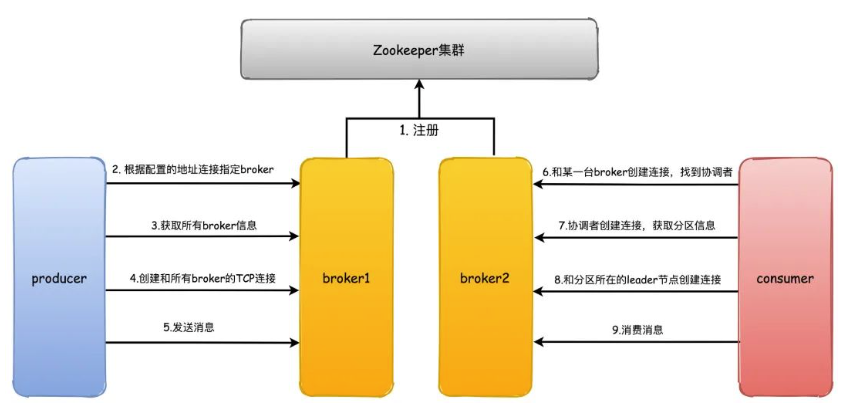 Zookeeper集群
1. 注册
2. 根据配置的地址连接指定broker
6.和某一台broker创建连接，找到协调者
3.获取所有broker信息
7.协调者创建连接，获取分区信息
producer
4.创建和所有broker的TCP连接
broker1
broker2
8.和分区所在的leader节点创建连接
consumer
5.发送消息
9.消费消息